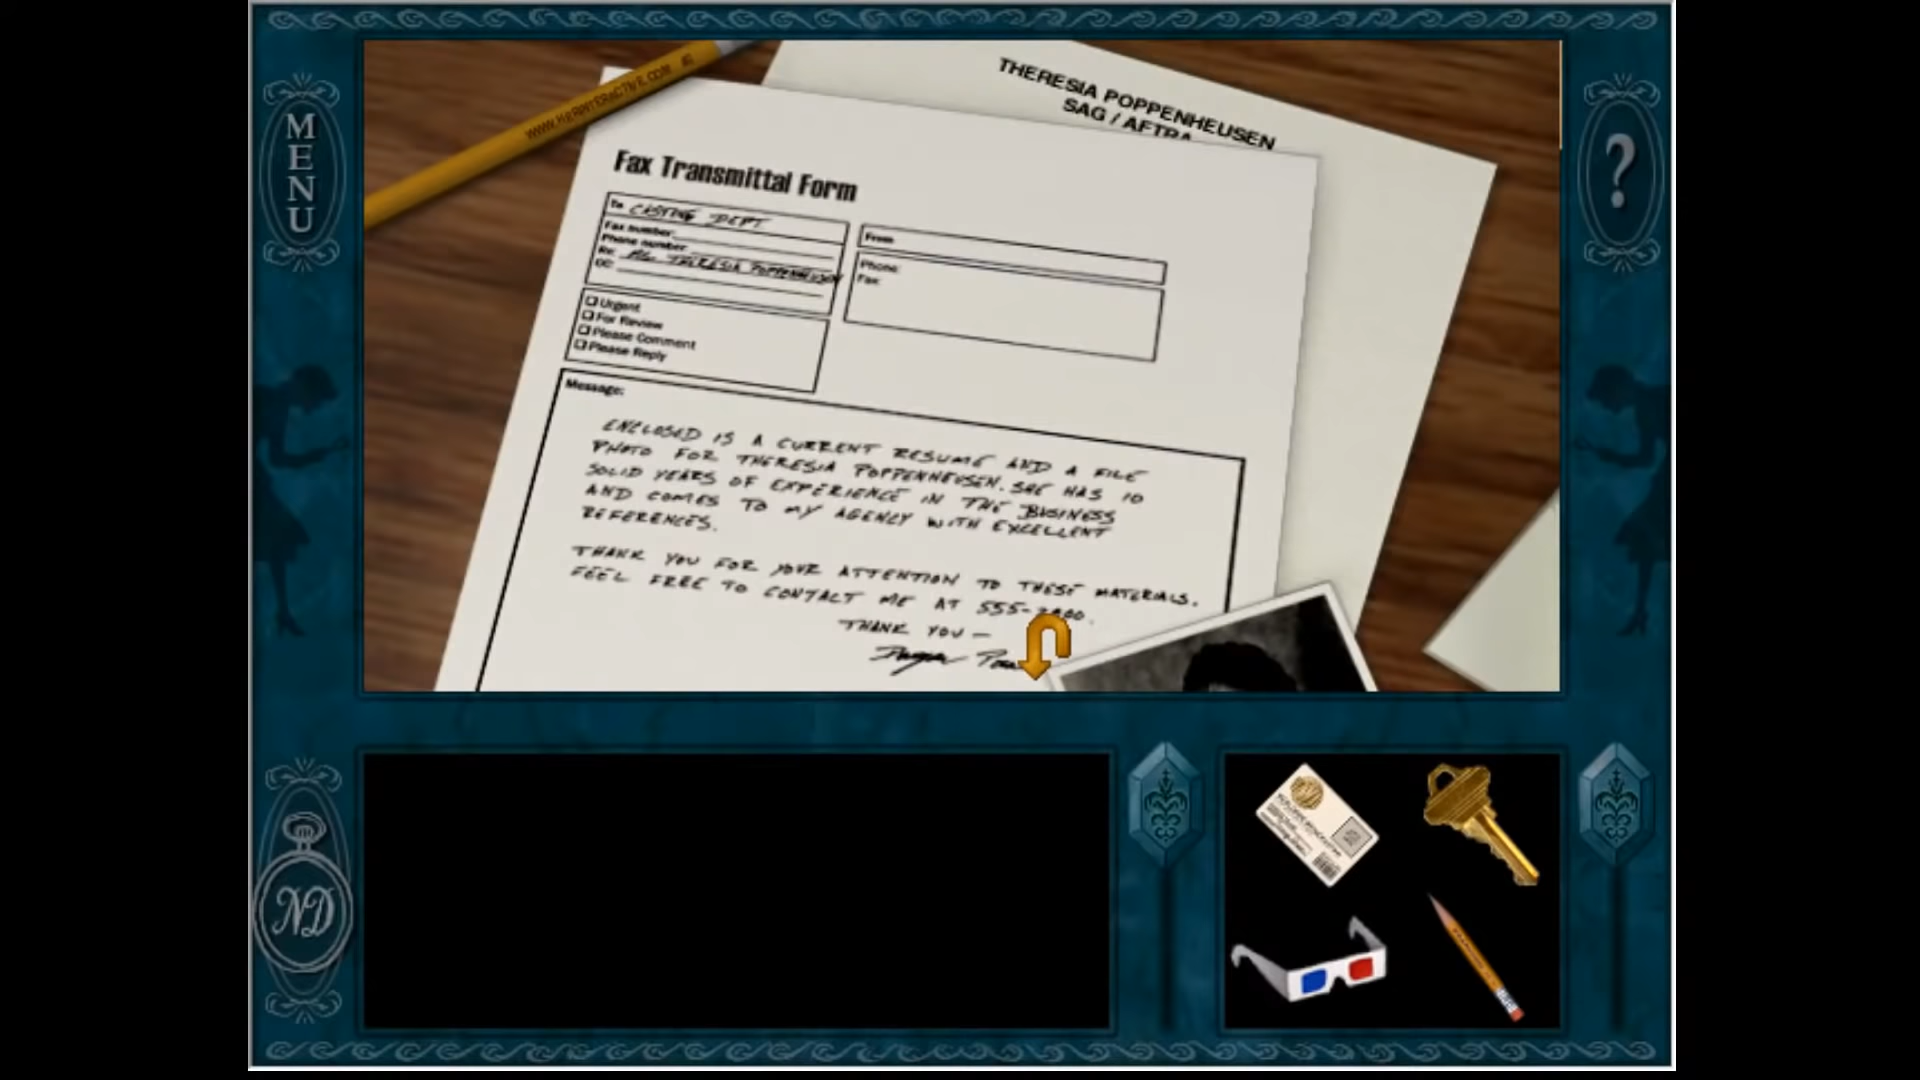 MENU
?
WWW.HERINTERACTIVE.COM
THERESIA POPPENHEUSEN
SAG / AFTRA
Fax Transmittal Form
To CASTING DEPT
Fax number:
Phone number:
Re: MS. THERESIA POPPENHEUSEN
CC:
From
Phone:
Fax:
Urgent
For Review
Please Comment
Please Reply
Message:
ENCLOSED IS A CURRENT RESUME AND A FILE
PHOTO FOR THERESIA POPPENHEUSEN. SHE HAS 10
SOLID YEARS OF EXPERIENCE IN THE BUSINESS
AND COMES TO MY AGENCY WITH EXCELLENT
REFERENCES.
THANK YOU FOR YOUR ATTENTION TO THESE MATERIALS.
FEEL FREE TO CONTACT ME AT 555-
THANK YOU —
ND